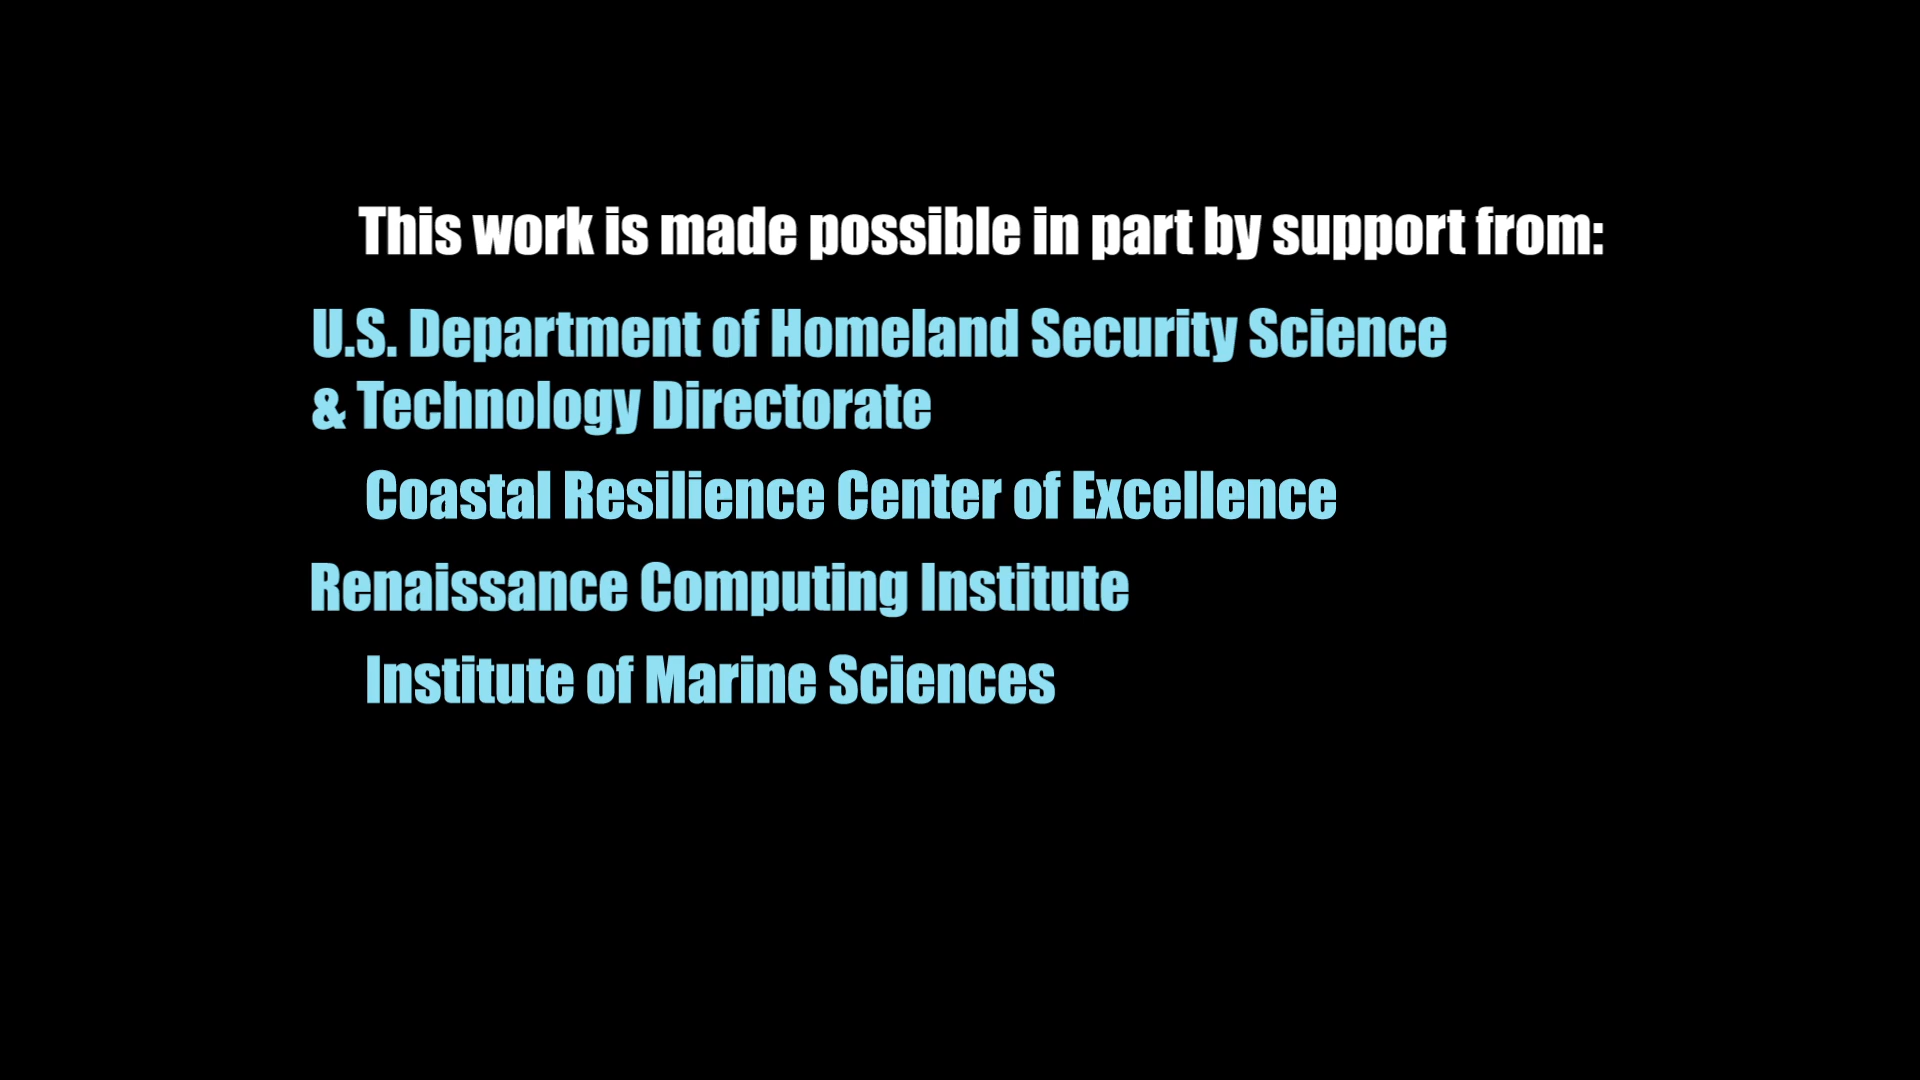 This work is made possible in part by support from:
U.S. Department of Homeland Security Science
& Technology Directorate
Coastal Resilience Center of Excellence
Renaissance Computing Institute
Institute of Marine Sciences